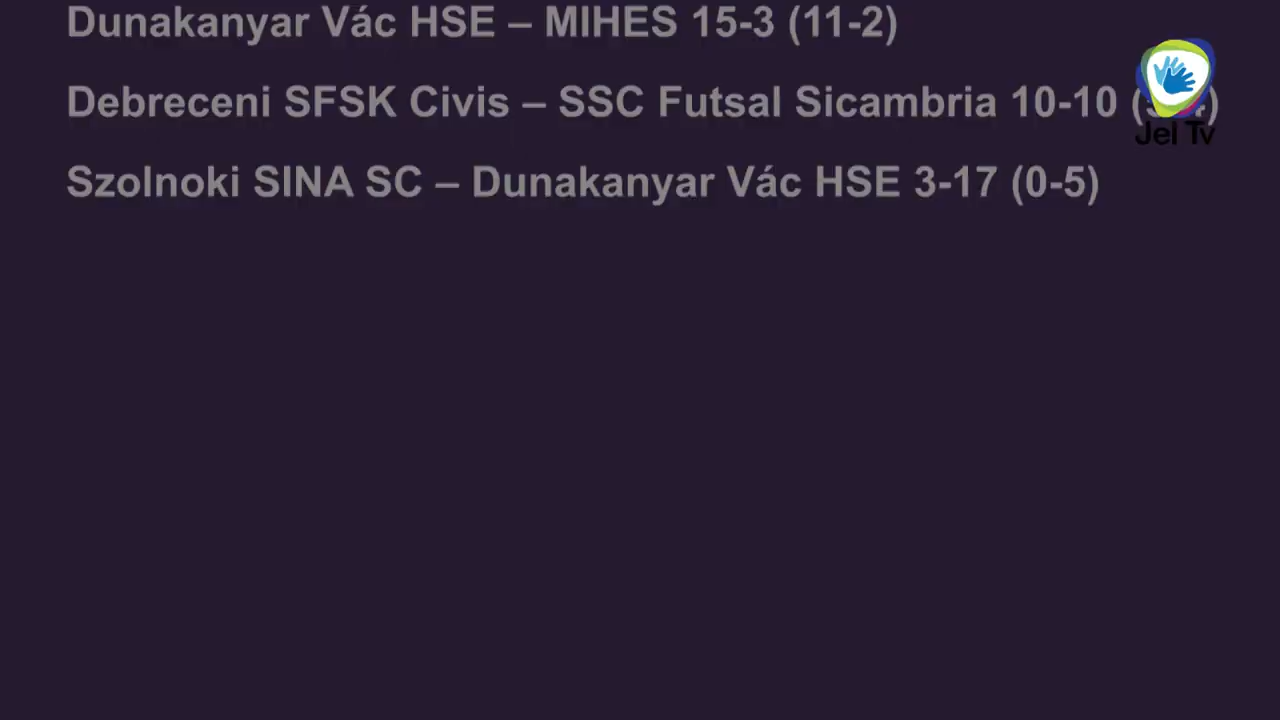 Dunakanyar Vác HSE – MIHES 15-3 (11-2)
Debreceni SFSK Civis – SSC Futsal Sicambria 10-10
Szolnoki SINA SC – Dunakanyar Vác HSE 3-17 (0-5)
Jel Tv